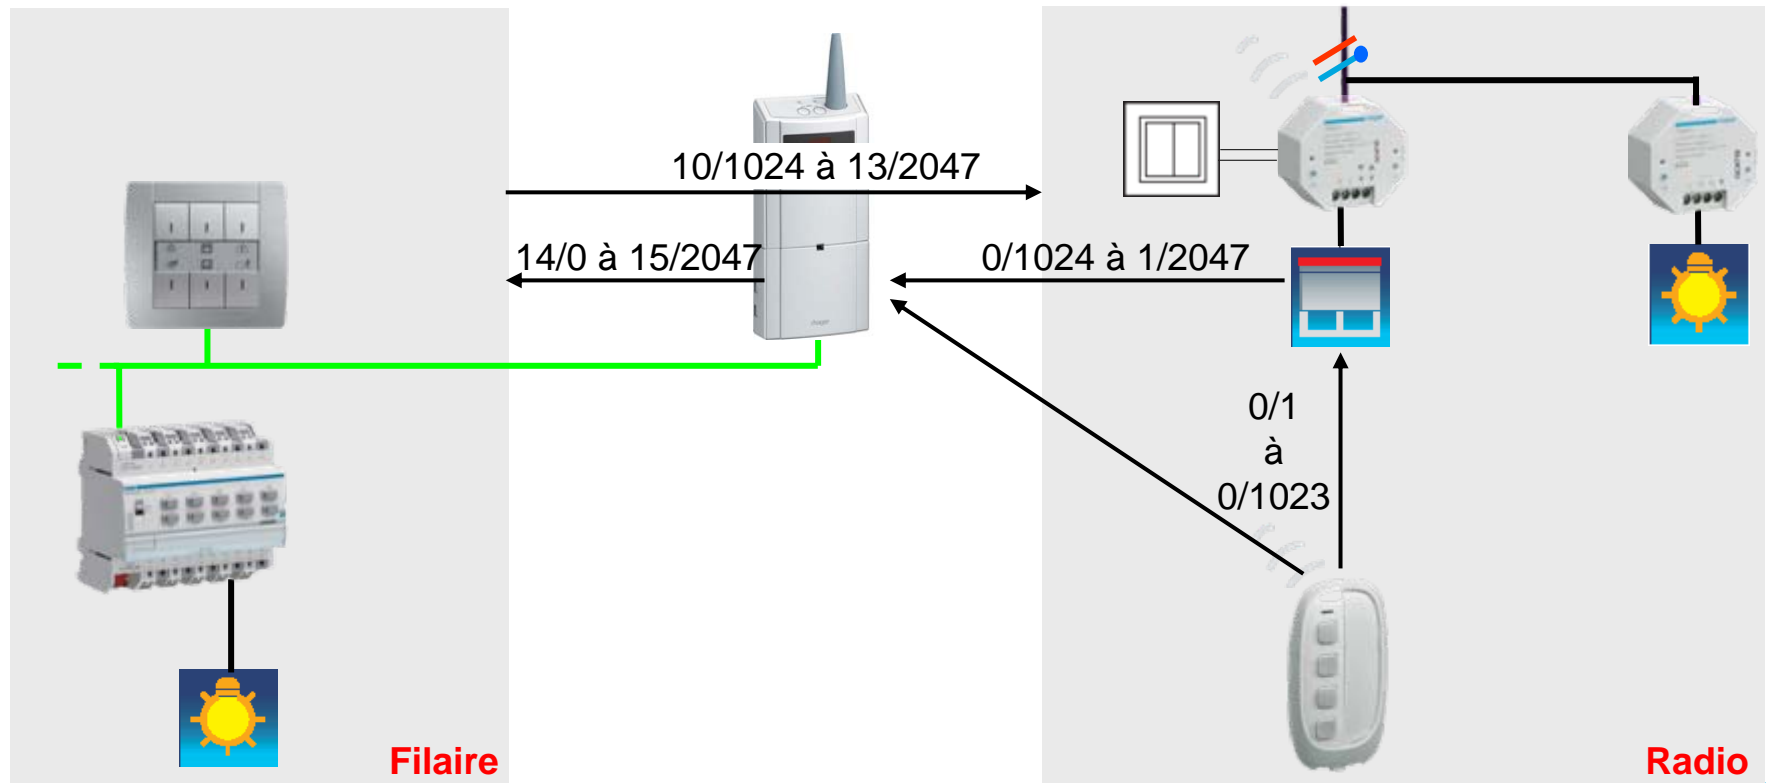 10/1024 à 13/2047
14/0 à 15/2047
0/1024 à 1/2047
0/1
à
0/1023
Filaire
Radio